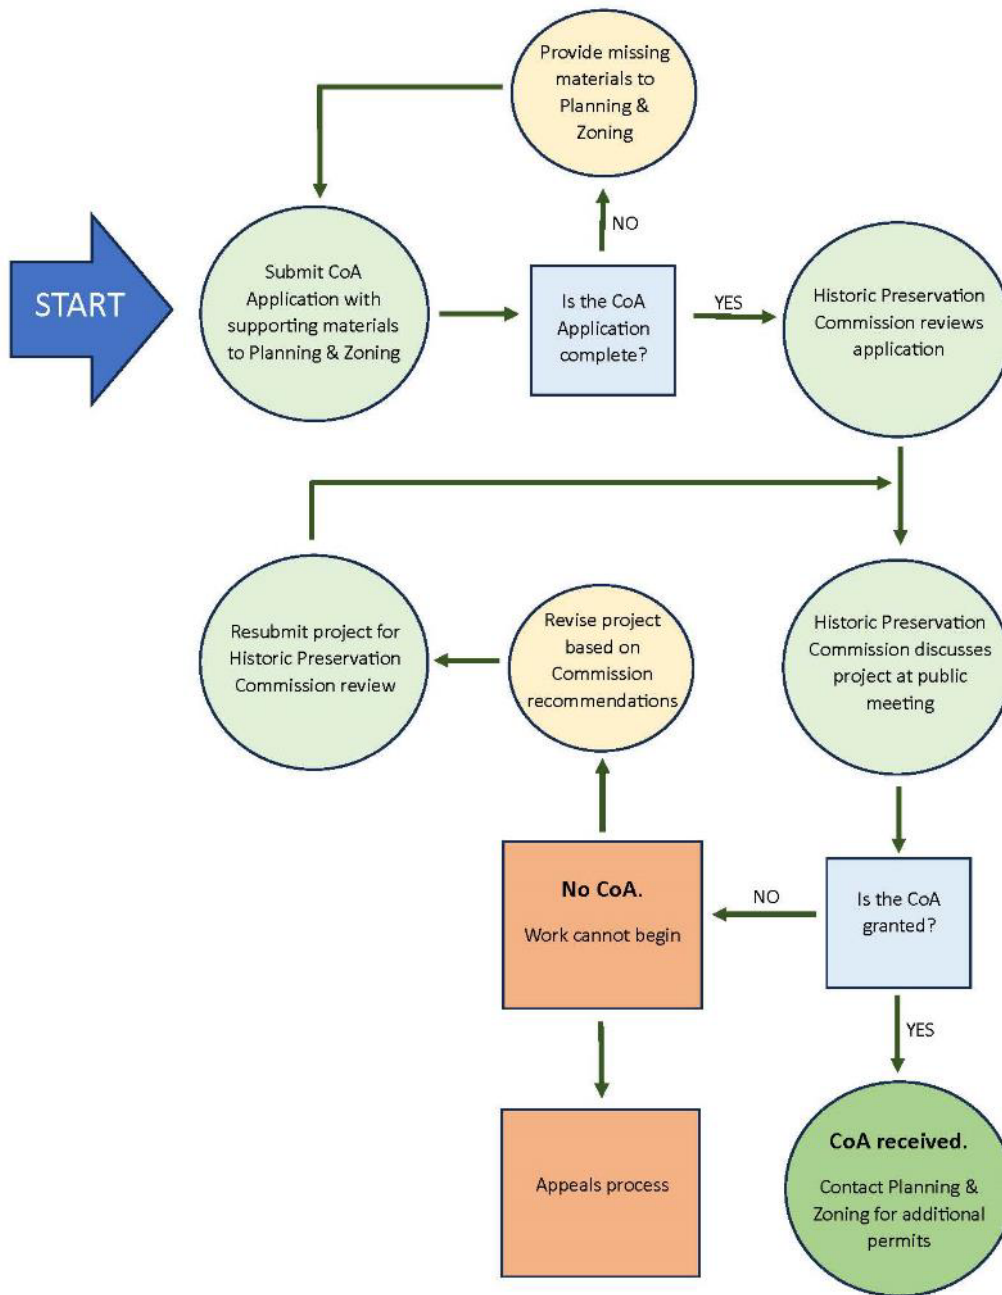 Provide missing
materials to
Planning &
Zoning
NO
START
Submit CoA
Application with
supporting materials
to Planning & Zoning
Is the CoA
Application
complete?
YES
Historic Preservation
Commission reviews
application
Resubmit project for
Historic Preservation
Commission review
Revise project
based on
Commission
recommendations
Historic Preservation
Commission discusses
project at public
meeting
No CoA.
Work cannot begin
NO
Is the CoA
granted?
YES
Appeals process
CoA received.
Contact Planning &
Zoning for additional
permits